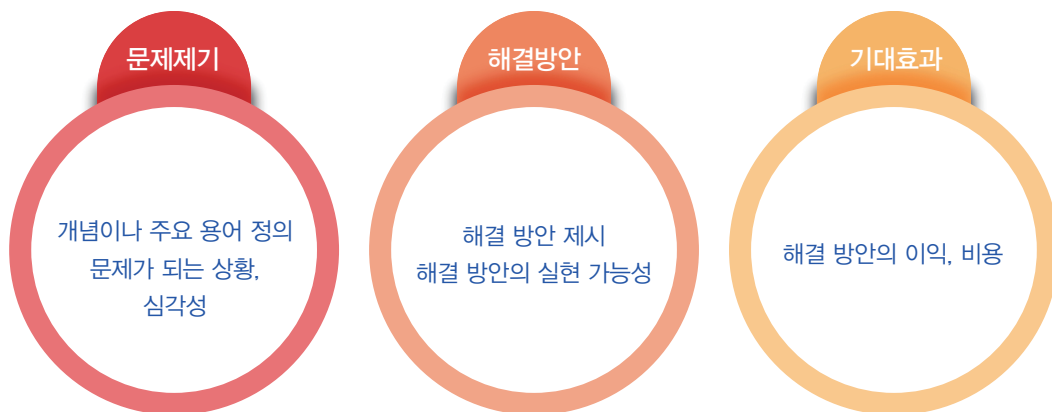 문제제기
개념이나 주요 용어 정의
문제가 되는 상황,
심각성
해결방안
해결 방안 제시
해결 방안의 실현 가능성
기대효과
해결 방안의 이익, 비용